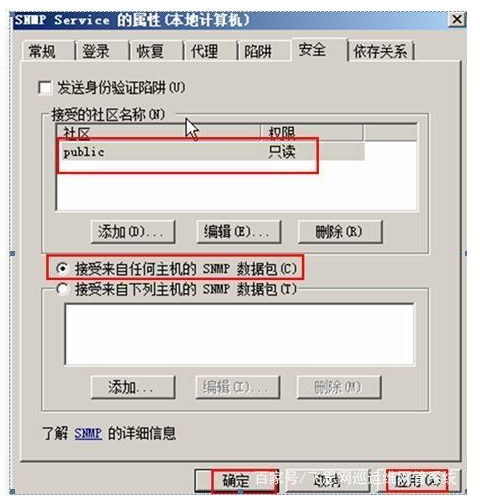 SNMP Service 的属性(本地计算机)
常规 登录 恢复 代理 陷阱 安全 依存关系
发送身份验证陷阱(U)
接受的社区名称(N)
社区 权限
public 只读
添加(D)... 编辑(E)... 删除(R)
接受来自任何主机的 SNMP 数据包(C)
接受来自下列主机的 SNMP 数据包(T)
添加... 编辑(I)... 删除(M)
了解 SNMP 的详细信息
确定 取消 应用(A)